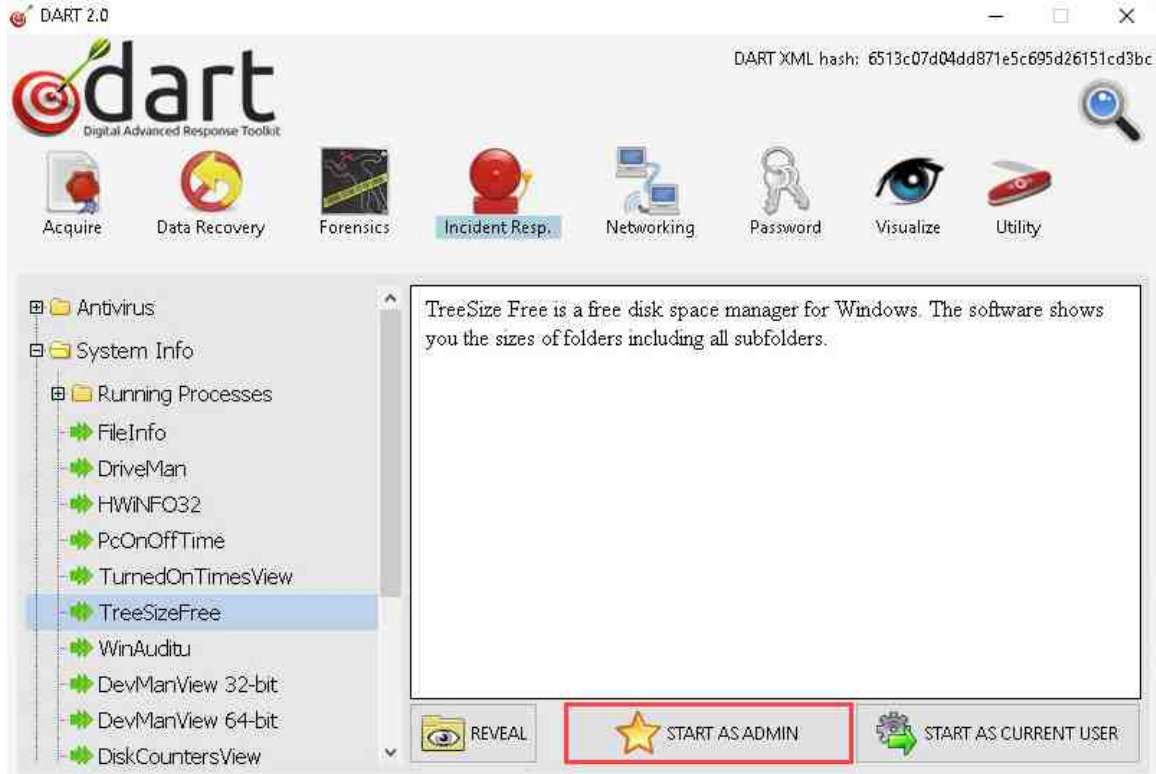 DART 2.0
DART XML hash: 6513c07d04dd871e5c695d26151cd3bc
dart
Digital Advanced Response Toolkit
Acquire
Data Recovery
Forensics
Incident Resp.
Networking
Password
Visualize
Utility
Antivirus
System Info
Running Processes
FileInfo
DriveMan
HWiNFO32
PcOnOffTime
TurnedOnTimesView
TreeSizeFree
WinAuditu
DevManView 32-bit
DevManView 64-bit
DiskCountersView
TreeSize Free is a free disk space manager for Windows. The software shows
you the sizes of folders including all subfolders.
REVEAL
START AS ADMIN
START AS CURRENT USER